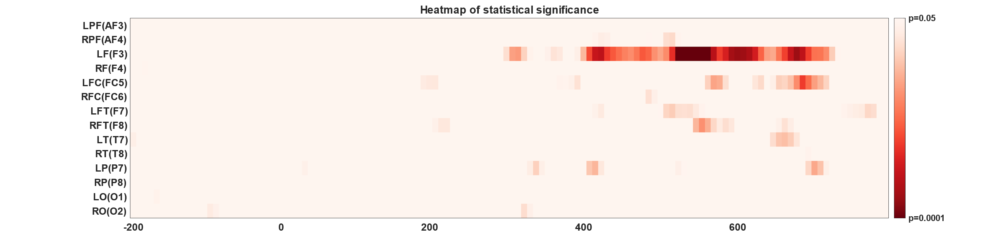 Heatmap of statistical significance
LPF(AF3)
RPF(AF4)
LF(F3)
RF(F4)
LFC(FC5)
RFC(FC6)
LFT(F7)
RFT(F8)
LT(T7)
RT(T8)
LP(P7)
RP(P8)
LO(O1)
RO(O2)
-200 0 200 400 600
p=0.05
p=0.0001